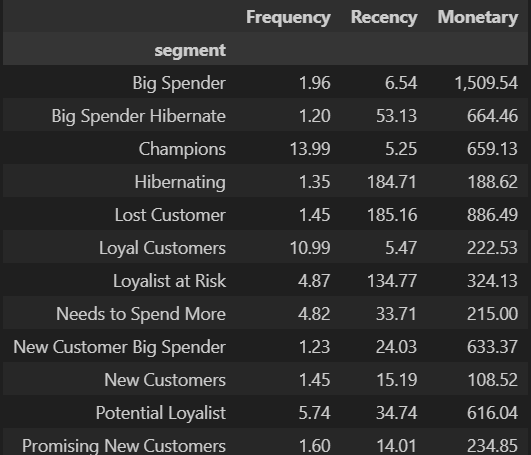 Frequency Recency Monetary
segment
Big Spender 1.96 6.54 1,509.54
Big Spender Hibernate 1.20 53.13 664.46
Champions 13.99 5.25 659.13
Hibernating 1.35 184.71 188.62
Lost Customer 1.45 185.16 886.49
Loyal Customers 10.99 5.47 222.53
Loyalist at Risk 4.87 134.77 324.13
Needs to Spend More 4.82 33.71 215.00
New Customer Big Spender 1.23 24.03 633.37
New Customers 1.45 15.19 108.52
Potential Loyalist 5.74 34.74 616.04
Promising New Customers 1.60 14.01 234.85